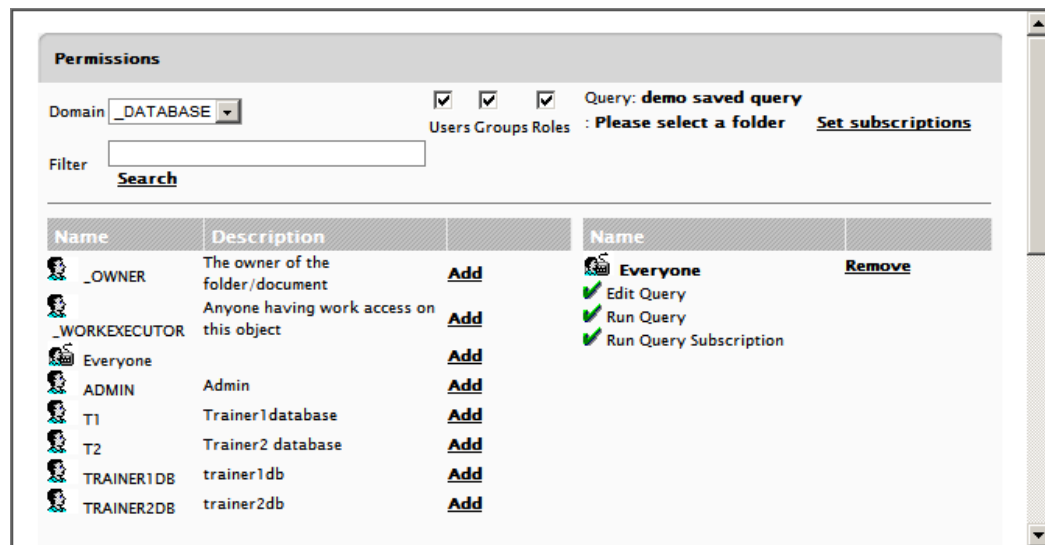 Permissions
Domain _DATABASE
Users Groups Roles
Query: demo saved query
: Please select a folder Set subscriptions
Filter
Search
Name Description
_OWNER The owner of the folder/document Add
_WORKEXECUTOR Anyone having work access on this object Add
Everyone Add
ADMIN Admin Add
T1 Trainer1database Add
T2 Trainer2 database Add
TRAINER1DB trainer1db Add
TRAINER2DB trainer2db Add
Name
Everyone Remove
Edit Query
Run Query
Run Query Subscription